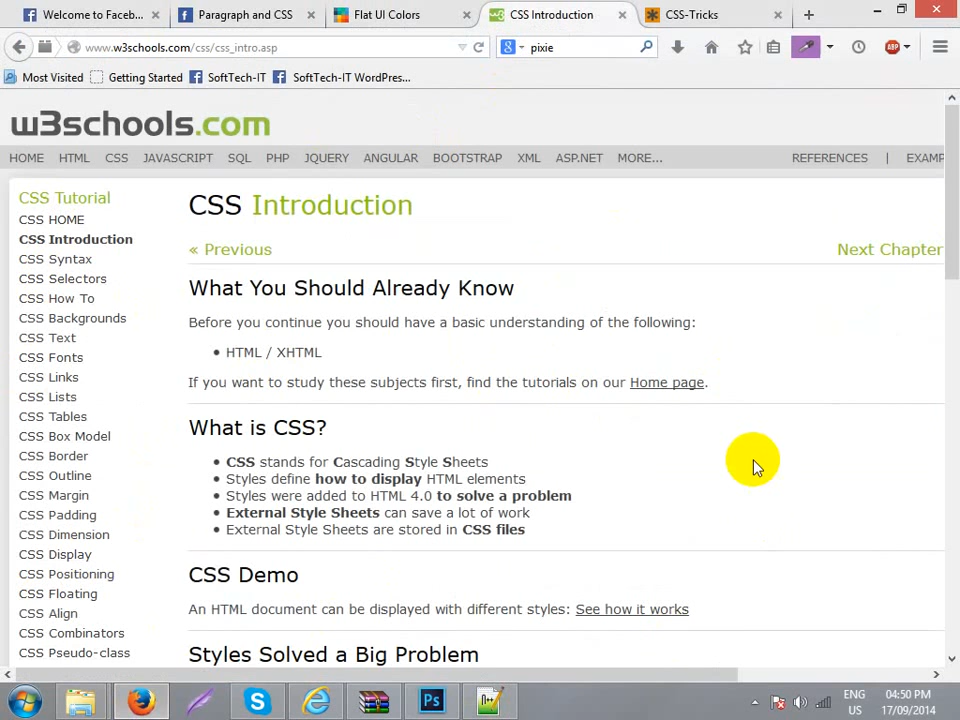 Welcome to Faceb...
Paragraph and CSS
Flat UI Colors
CSS Introduction
CSS-Tricks
www.w3schools.com/css/css_intro.asp
pixie
ABP
Most Visited
Getting Started
SoftTech-IT
SoftTech-IT WordPres...
w3schools.com
HOME HTML CSS JAVASCRIPT SQL PHP JQUERY ANGULAR BOOTSTRAP XML ASP.NET MORE... REFERENCES | EXAMP
CSS Tutorial
CSS HOME
CSS Introduction
CSS Syntax
CSS Selectors
CSS How To
CSS Backgrounds
CSS Text
CSS Fonts
CSS Links
CSS Lists
CSS Tables
CSS Box Model
CSS Border
CSS Outline
CSS Margin
CSS Padding
CSS Dimension
CSS Display
CSS Positioning
CSS Floating
CSS Align
CSS Combinators
CSS Pseudo-class
CSS Introduction
« Previous
Next Chapter
What You Should Already Know
Before you continue you should have a basic understanding of the following:
• HTML / XHTML
If you want to study these subjects first, find the tutorials on our Home page.
What is CSS?
• CSS stands for Cascading Style Sheets
• Styles define how to display HTML elements
• Styles were added to HTML 4.0 to solve a problem
• External Style Sheets can save a lot of work
• External Style Sheets are stored in CSS files
CSS Demo
An HTML document can be displayed with different styles: See how it works
Styles Solved a Big Problem
ENG
US
04:50 PM
17/09/2014